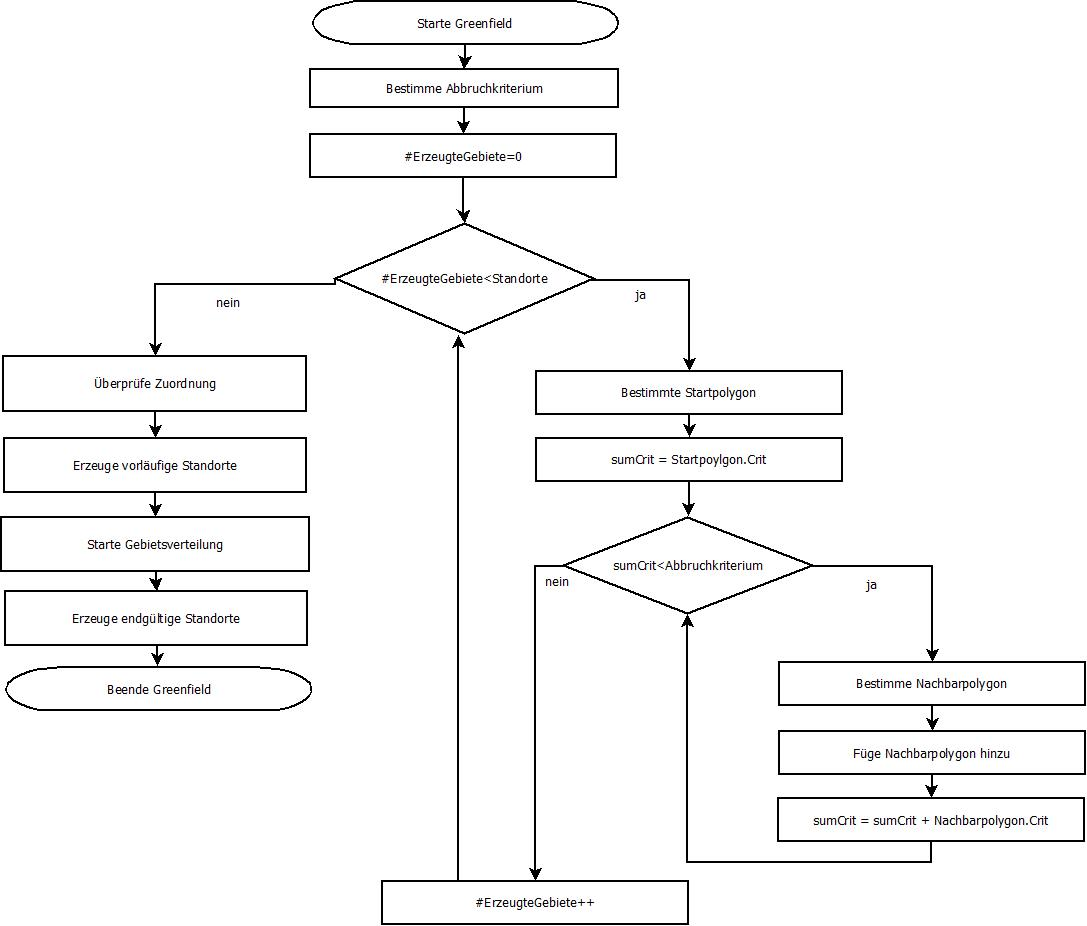 Starte Greenfield
Bestimme Abbruchkriterium
#ErzeugteGebiete=0
#ErzeugteGebiete<Standorte
nein
ja
Überprüfe Zuordnung
Erzeuge vorläufige Standorte
Starte Gebietsverteilung
Erzeuge endgültige Standorte
Beende Greenfield
Bestimmte Startpolygon
sumCrit = Startpoylgon.Crit
sumCrit<Abbruchkriterium
nein
ja
Bestimme Nachbarpolygon
Füge Nachbarpolygon hinzu
sumCrit = sumCrit + Nachbarpolygon.Crit
#ErzeugteGebiete++